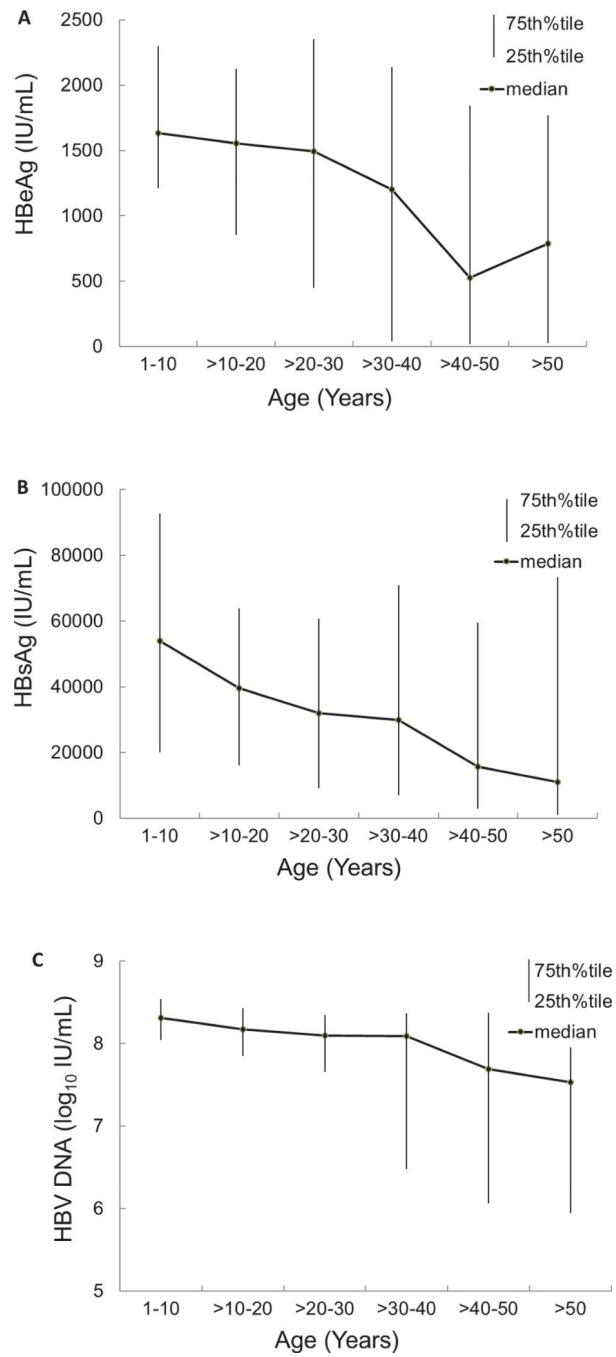 A
2500
75th%tile
25th%tile
median
2000
1500
1000
500
0
HBeAg (IU/mL)
1-10 >10-20 >20-30 >30-40 >40-50 >50
Age (Years)
B
100000
75th%tile
25th%tile
median
80000
60000
40000
20000
0
HBsAg (IU/mL)
1-10 >10-20 >20-30 >30-40 >40-50 >50
Age (Years)
C
9
75th%tile
25th%tile
median
8
7
6
5
HBV DNA (log₁₀ IU/mL)
1-10 >10-20 >20-30 >30-40 >40-50 >50
Age (Years)